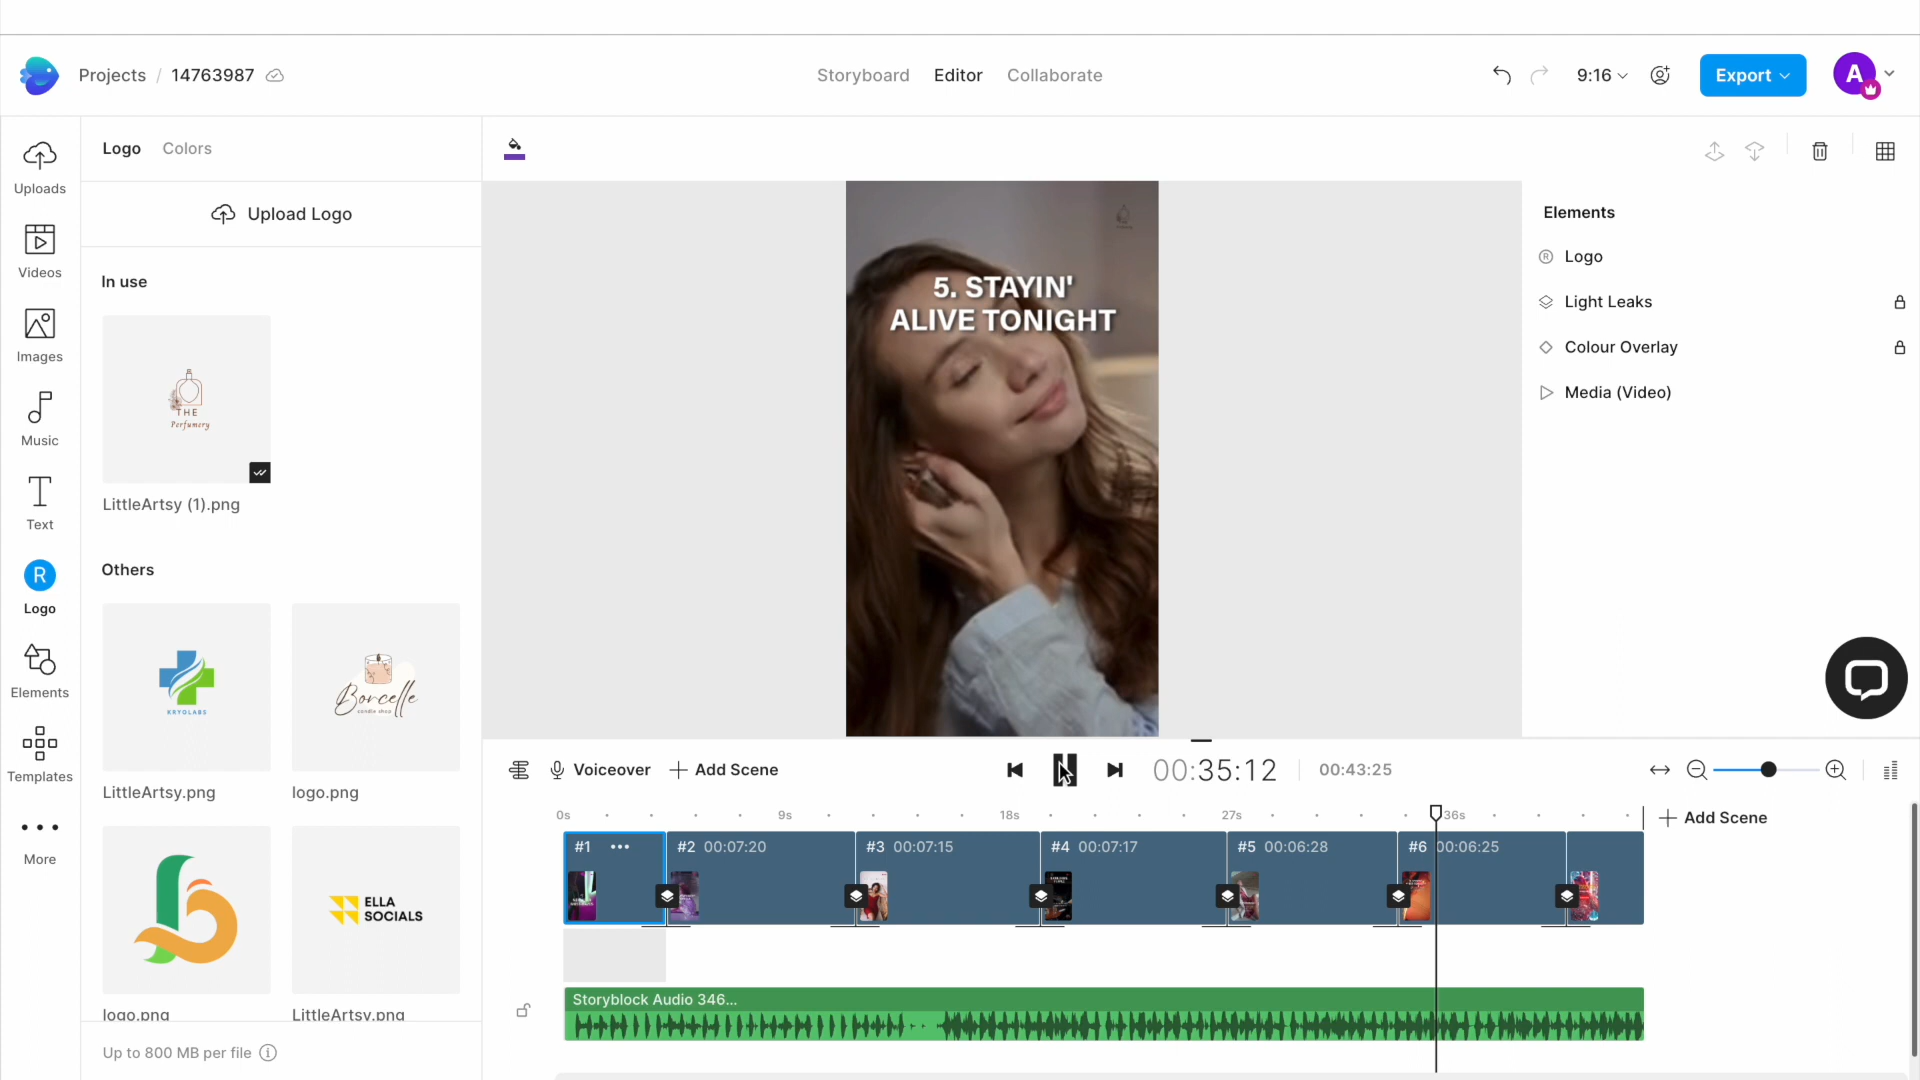 Projects / 14763987
Storyboard Editor Collaborate
9:16
Export
A
Uploads
Videos
Images
Music
Text
R
Logo
Elements
Templates
More
Logo Colors
Upload Logo
In use
THE
Perfumery
LittleArtsy (1).png
Others
KRYOLABS
LittleArtsy.png
Borcelle
candle shop
logo.png
ELLA
SOCIALS
logo.png
LittleArtsy.png
Up to 800 MB per file
5. STAYIN'
ALIVE TONIGHT
Elements
R Logo
Light Leaks
Colour Overlay
Media (Video)
Voiceover
Add Scene
00:35:12
00:43:25
0s 9s 18s 27s 36s
Add Scene
#1 ...
#2 00:07:20
#3 00:07:15
#4 00:07:17
#5 00:06:28
#6 00:06:25
Storyblock Audio 346...